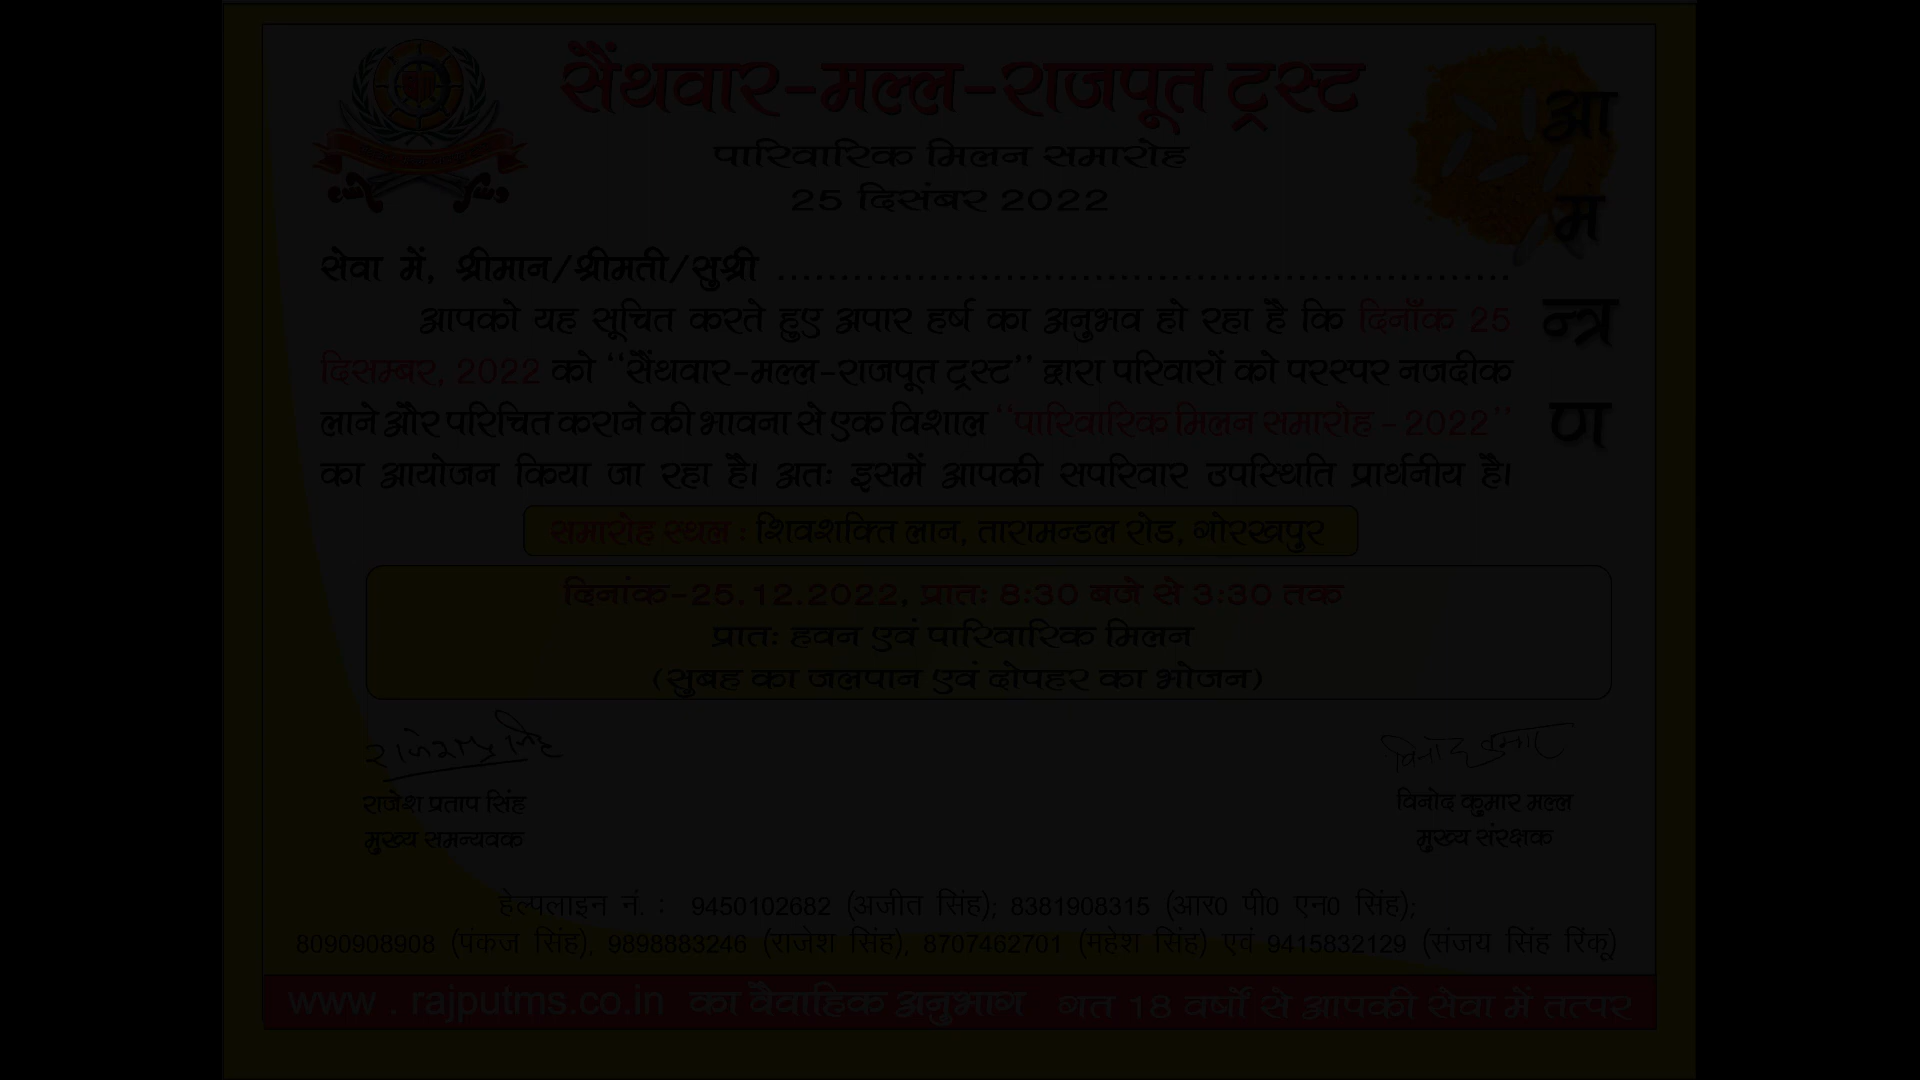 सैंथवार-मल्ल-राजपूत ट्रस्ट
पारिवारिक मिलन समारोह
25 दिसंबर 2022
आ
म
न्त्र
ण
सेवा में, श्रीमान/श्रीमती/सुश्री ..........................................................
आपको यह सूचित करते हुए अपार हर्ष का अनुभव हो रहा है कि दिनाँक 25
दिसम्बर, 2022 को ‘‘सैंथवार-मल्ल-राजपूत ट्रस्ट’’ द्वारा परिवारों को परस्पर नजदीक
लाने और परिचित कराने की भावना से एक विशाल ‘‘पारिवारिक मिलन समारोह - 2022’’
का आयोजन किया जा रहा है। अतः इसमें आपकी सपरिवार उपस्थिति प्रार्थनीय है।
समारोह स्थल : शिवशक्ति लान, तारामन्डल रोड, गोरखपुर
दिनांक-25.12.2022, प्रातः 8:30 बजे से 3:30 तक
प्रातः हवन एवं पारिवारिक मिलन
(सुबह का जलपान एवं दोपहर का भोजन)
राजेश प्रताप सिंह
मुख्य समन्यवक
विनोद कुमार
विनोद कुमार मल्ल
मुख्य संरक्षक
हेल्पलाइन नं. : 9450102682 (अजीत सिंह); 8381908315 (आर0 पी0 एन0 सिंह);
8090908908 (पंकज सिंह), 9898883246 (राजेश सिंह), 8707462701 (महेश सिंह) एवं 9415832129 (संजय सिंह रिंकू)
www . rajputms.co.in का वैवाहिक अनुभाग गत 18 वर्षो से आपकी सेवा में तत्पर